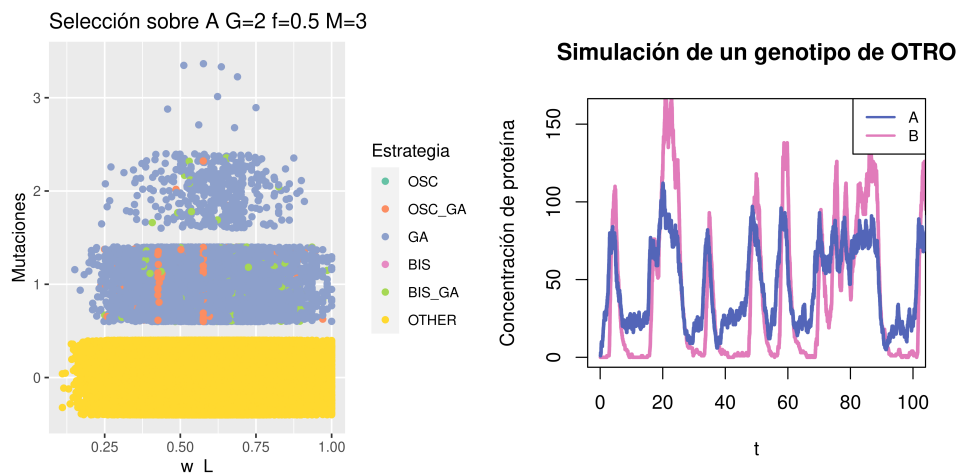 Selección sobre A G=2 f=0.5 M=3
Mutaciones
3
2
1
0
0.25
0.50
0.75
1.00
w_L
Estrategia
OSC
OSC_GA
GA
BIS
BIS_GA
OTHER
Simulación de un genotipo de OTRO
Concentración de proteína
150
100
50
0
0
20
40
60
80
100
t
A
B